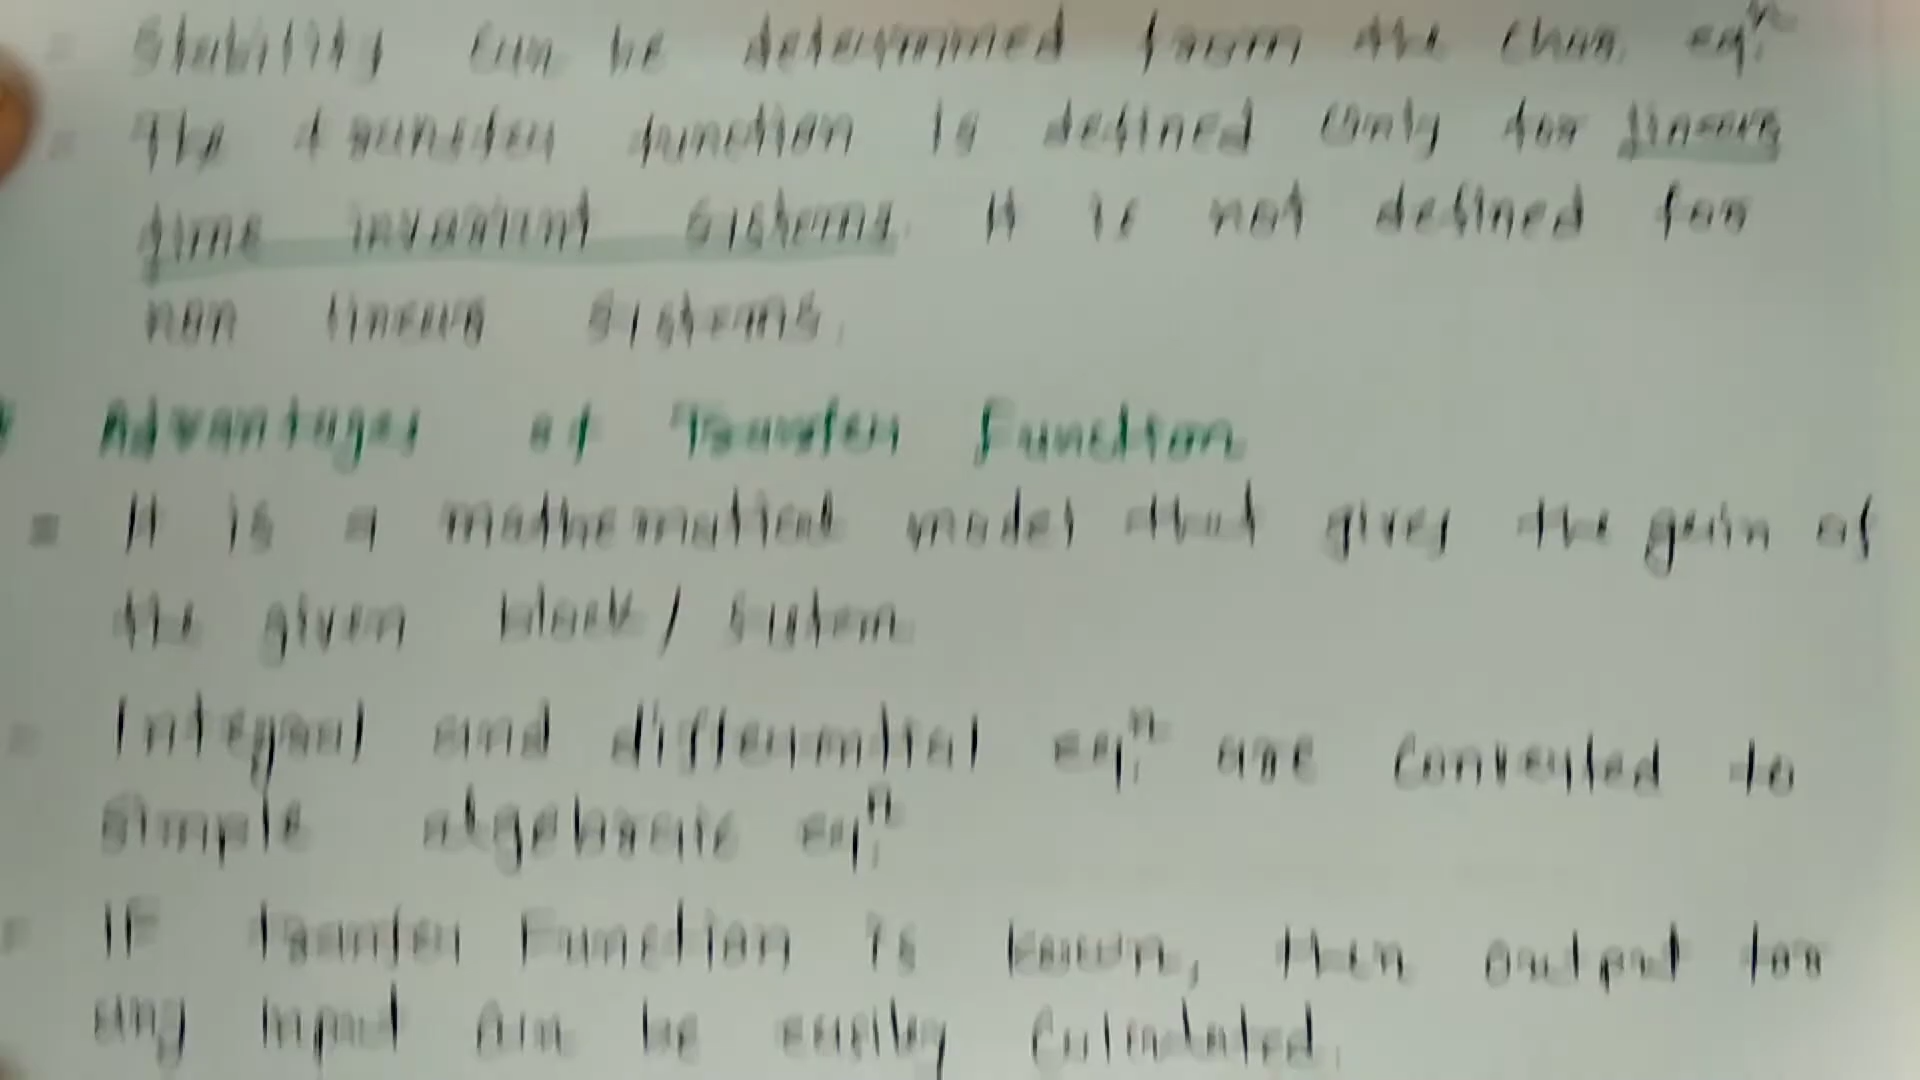 = Stability can be determined from the char. eqⁿ
= The transfer function is defined only for linear
time invariant systems. It is not defined for
non linear systems.
Advantages of Transfer Function
= It is a mathematical model that gives the gain of
the given block/system
= Integral and differential eqⁿ are converted to
simple algebraic eqⁿ
= If Transfer Function is known, then output for
any input can be easily calculated.